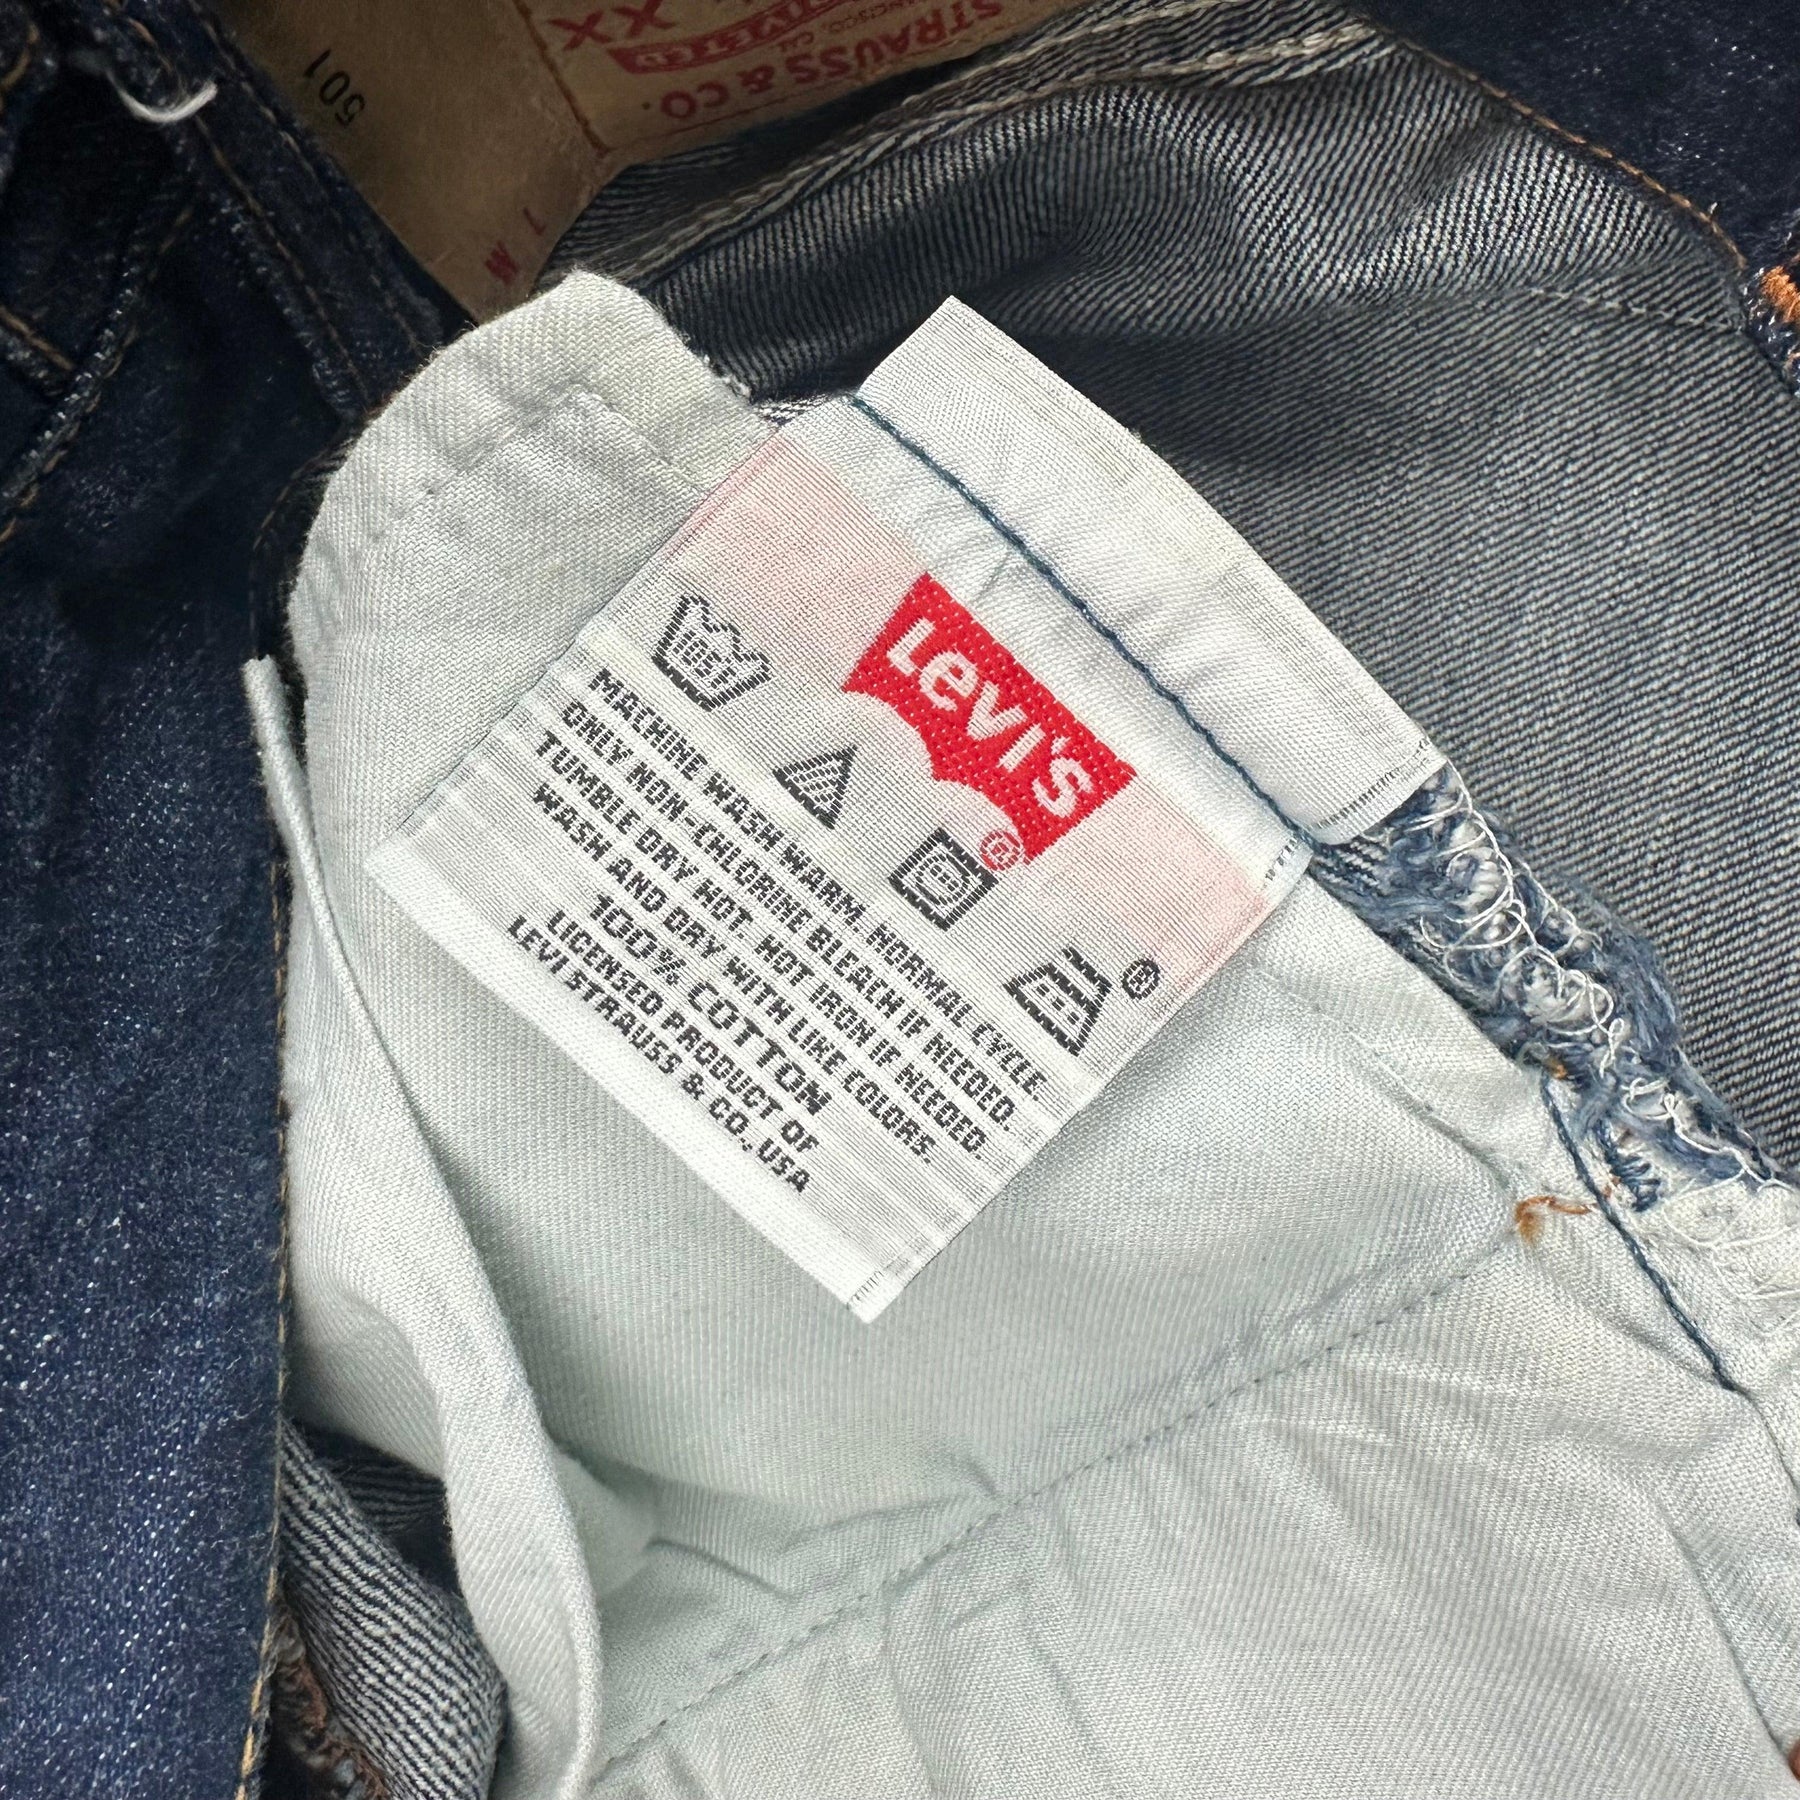 STRAUSS & CO.
XX
501
W L
LEVI'S
®
MACHINE WASH WARM. NORMAL CYCLE.
ONLY NON-CHLORINE BLEACH IF NEEDED.
TUMBLE DRY HOT. HOT IRON IF NEEDED.
WASH AND DRY WITH LIKE COLORS.
100% COTTON
LICENSED PRODUCT OF
LEVI STRAUSS & CO., USA